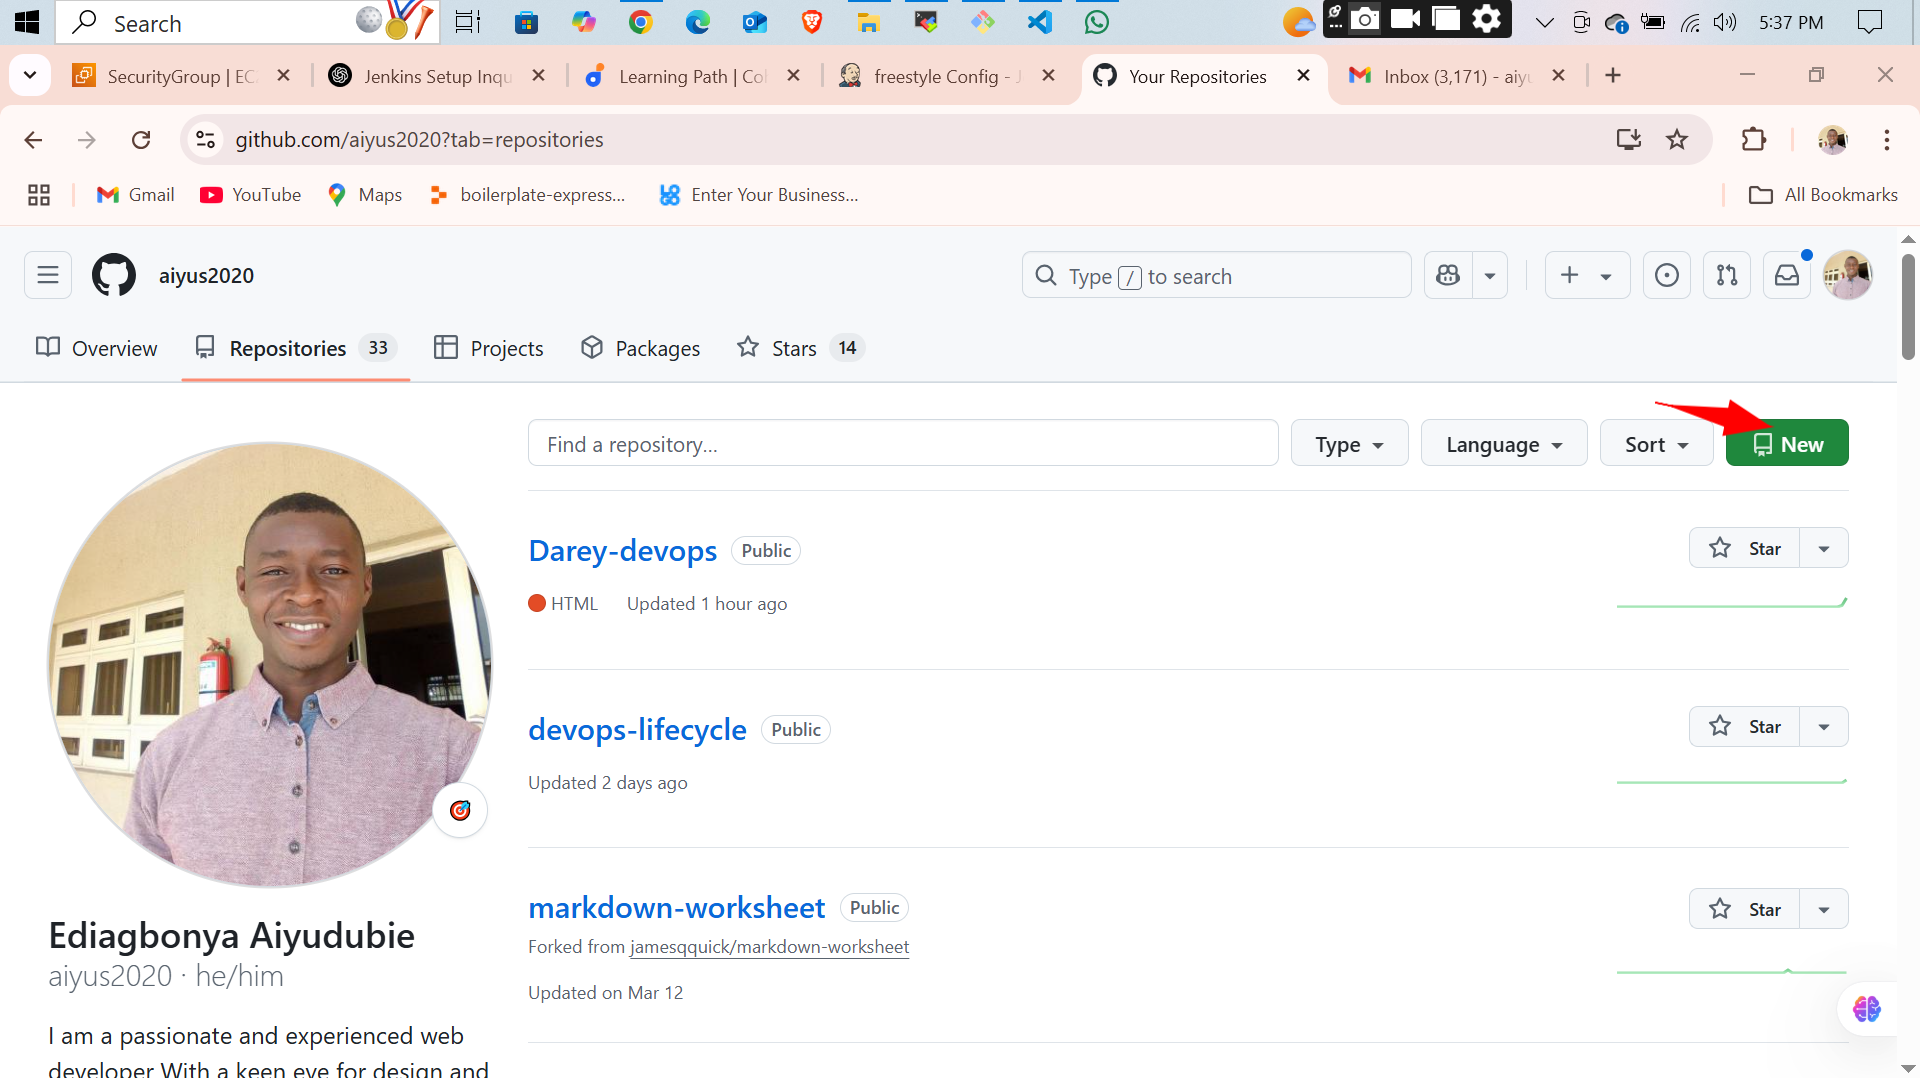 Search
5:37 PM
SecurityGroup | EC
Jenkins Setup Inqu
Learning Path | Co
freestyle Config - J
Your Repositories
Inbox (3,171) - aiyu
github.com/aiyus2020?tab=repositories
Gmail
YouTube
Maps
boilerplate-express...
Enter Your Business...
All Bookmarks
aiyus2020
Type / to search
Overview
Repositories 33
Projects
Packages
Stars 14
Find a repository...
Type
Language
Sort
New
Darey-devops Public
Star
HTML Updated 1 hour ago
devops-lifecycle Public
Star
Updated 2 days ago
markdown-worksheet Public
Star
Forked from jamesqquick/markdown-worksheet
Updated on Mar 12
Ediagbonya Aiyudubie
aiyus2020 · he/him
I am a passionate and experienced web
developer With a keen eye for design and